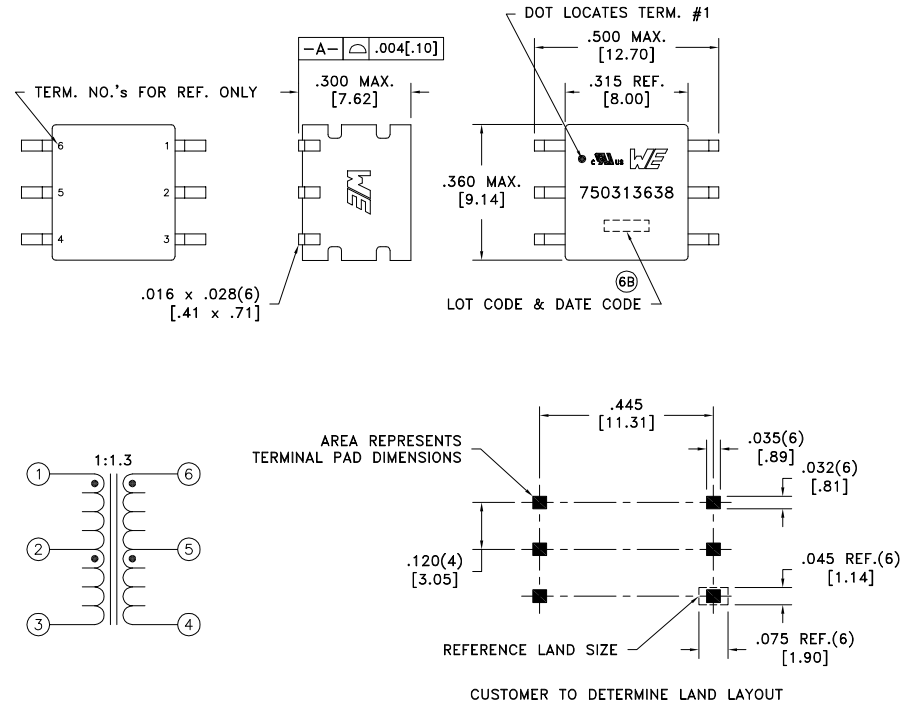 DOT LOCATES TERM. #1
-A- .004[.10]
.500 MAX.
[12.70]
TERM. NO.'s FOR REF. ONLY
.300 MAX.
[7.62]
.315 REF.
[8.00]
6 1
5 2
4 3
WE
c UL us WE
750313638
.360 MAX.
[9.14]
.016 x .028(6)
[.41 x .71]
6B
LOT CODE & DATE CODE
1:1.3
1 6
2 5
3 4
.445
[11.31]
AREA REPRESENTS
TERMINAL PAD DIMENSIONS
.035(6)
[.89]
.032(6)
[.81]
.120(4)
[3.05]
.045 REF.(6)
[1.14]
REFERENCE LAND SIZE
.075 REF.(6)
[1.90]
CUSTOMER TO DETERMINE LAND LAYOUT